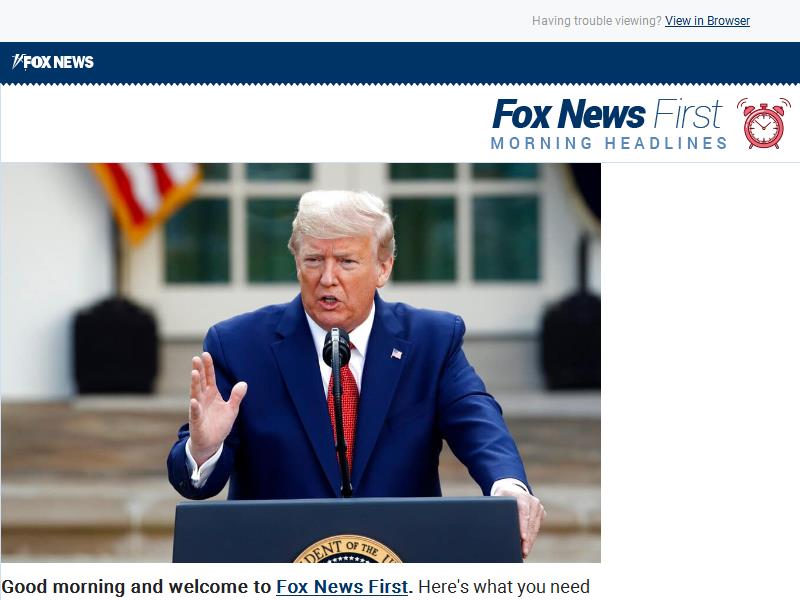 Having trouble viewing? View in Browser
FOX NEWS
Fox News First
MORNING HEADLINES
DENT OF THE
Good morning and welcome to Fox News First. Here's what you need